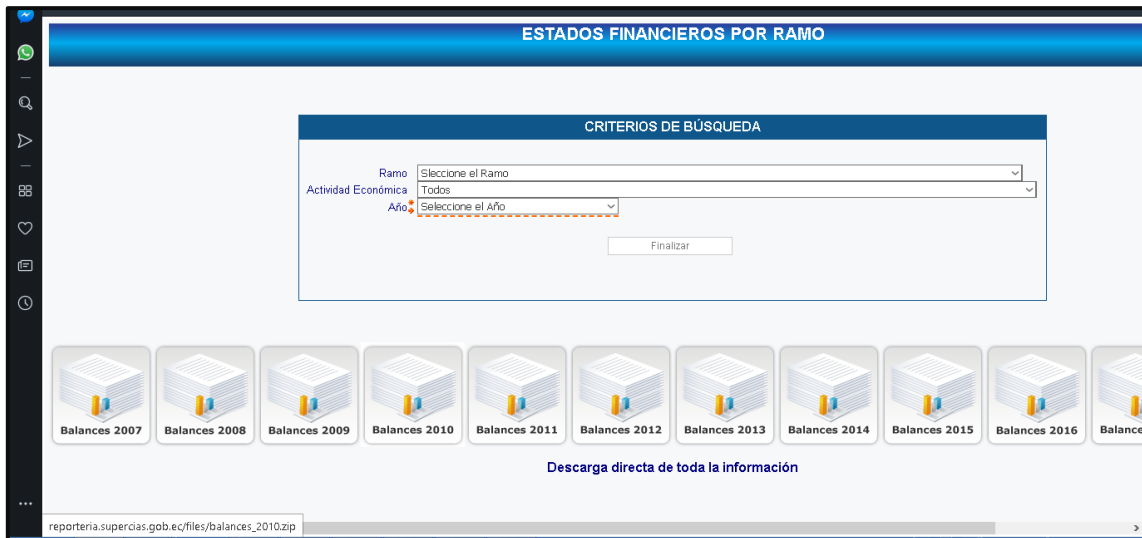 ESTADOS FINANCIEROS POR RAMO
CRITERIOS DE BÚSQUEDA
Ramo Sleccione el Ramo
Actividad Económica Todos
Año Seleccione el Año
Finalizar
Balances 2007 Balances 2008 Balances 2009 Balances 2010 Balances 2011 Balances 2012 Balances 2013 Balances 2014 Balances 2015 Balances 2016 Balance
Descarga directa de toda la información
reporteria.supercias.gob.ec/files/balances_2010.zip